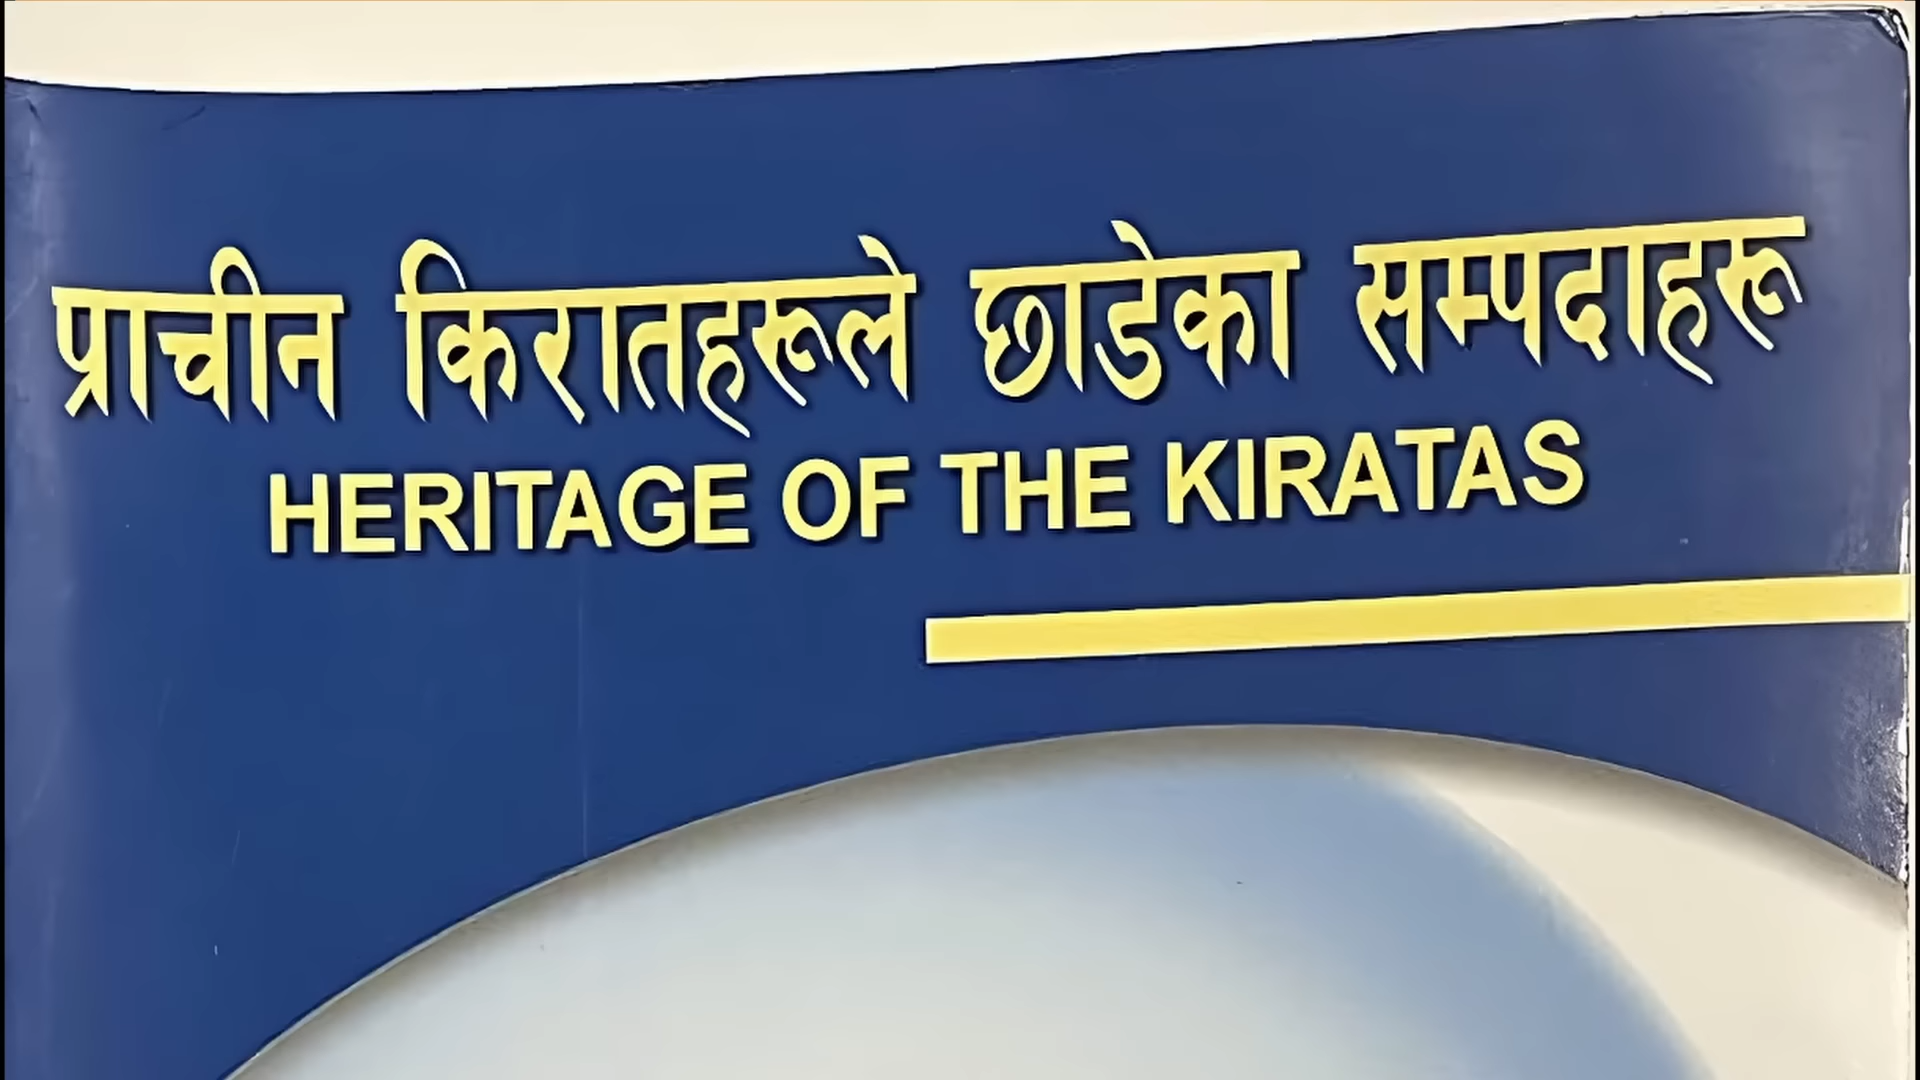 प्राचीन किरातहरूले छाडेका सम्पदाहरू
HERITAGE OF THE KIRATAS